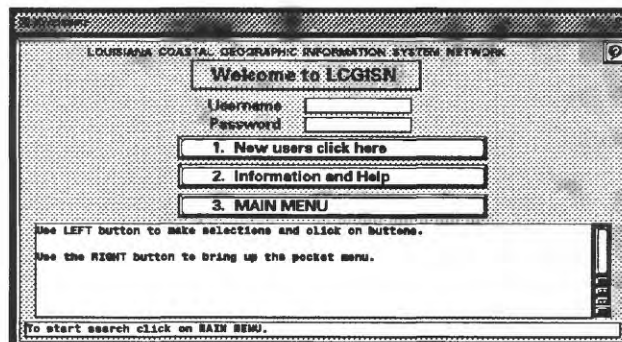 LOUISIANA COASTAL GEOGRAPHIC INFORMATION SYSTEM NETWORK
Welcome to LCGISN
Username
Password
1. New users click here
2. Information and Help
3. MAIN MENU
Use LEFT button to make selections and click on buttons.
Use the RIGHT button to bring up the pocket menu.
To start search click on MAIN MENU.